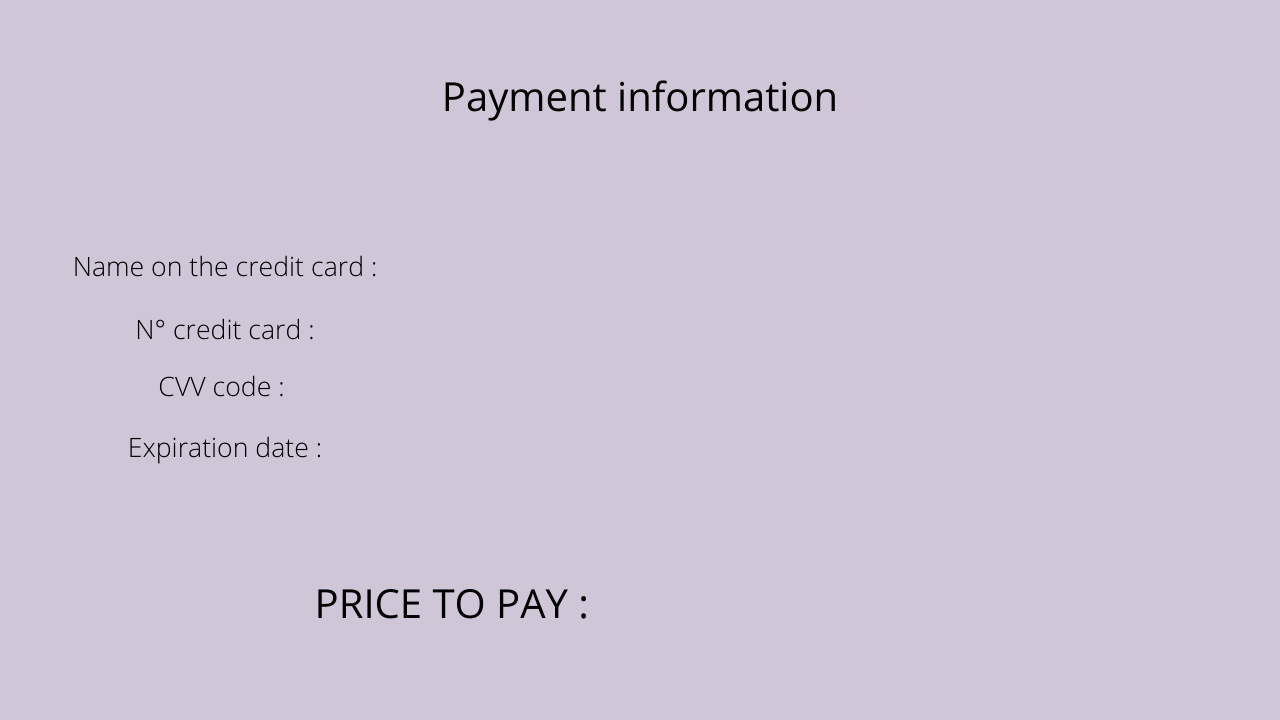 Payment information
Name on the credit card :
N° credit card :
CVV code :
Expiration date :
PRICE TO PAY :